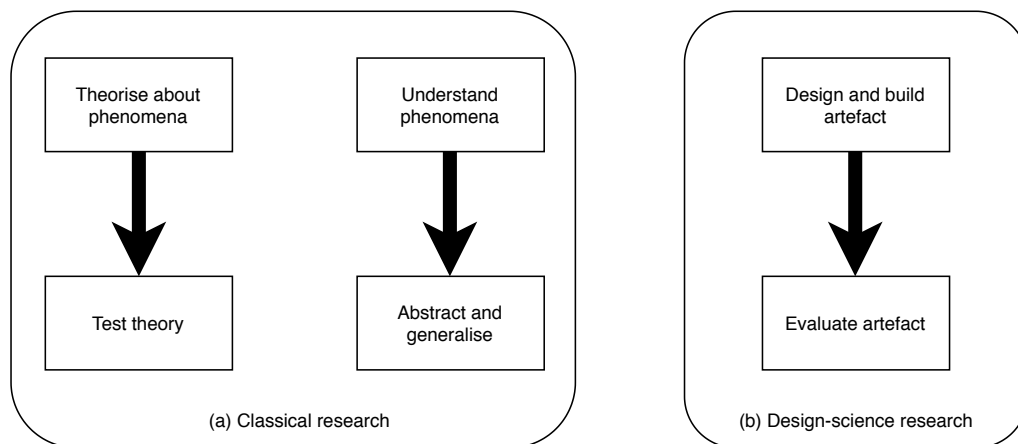 Theorise about
phenomena
Understand
phenomena
Design and build
artefact
Test theory
Abstract and
generalise
Evaluate artefact
(a) Classical research
(b) Design-science research